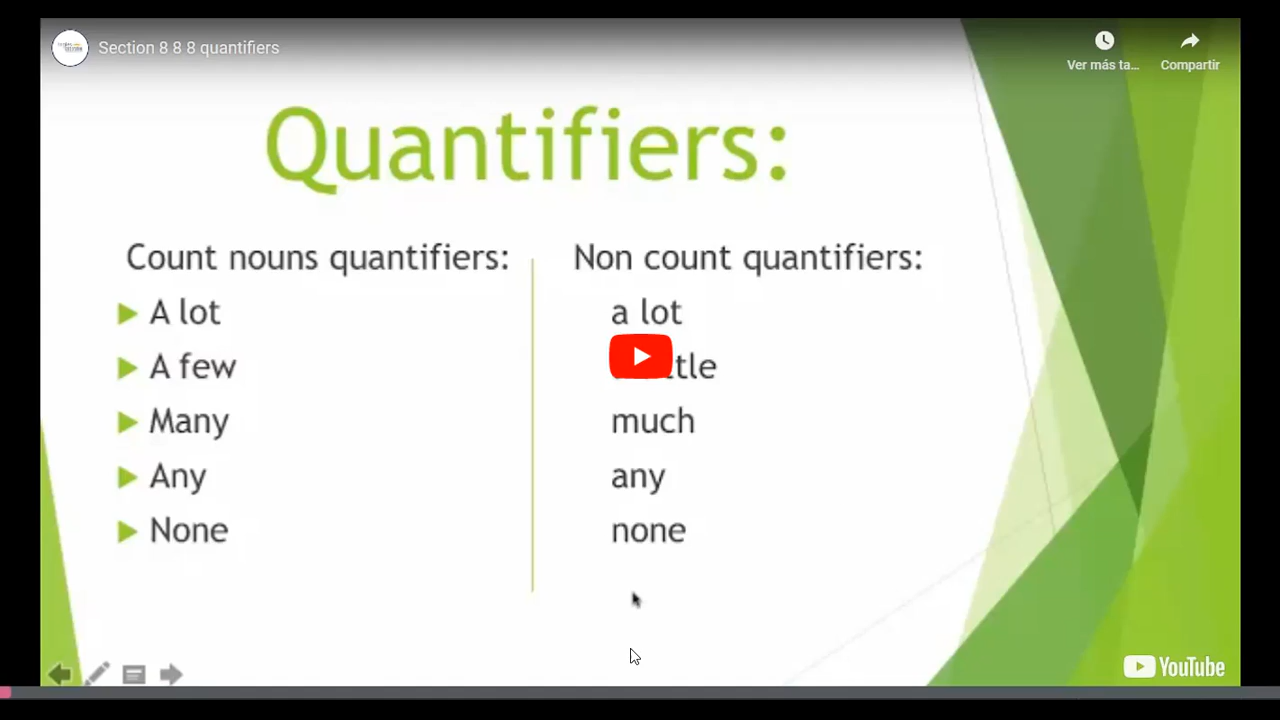 Section 8 8 8 quantifiers
Ver más ta...
Compartir
Quantifiers:
Count nouns quantifiers:
A lot
A few
Many
Any
None
Non count quantifiers:
a lot
much
any
none
YouTube